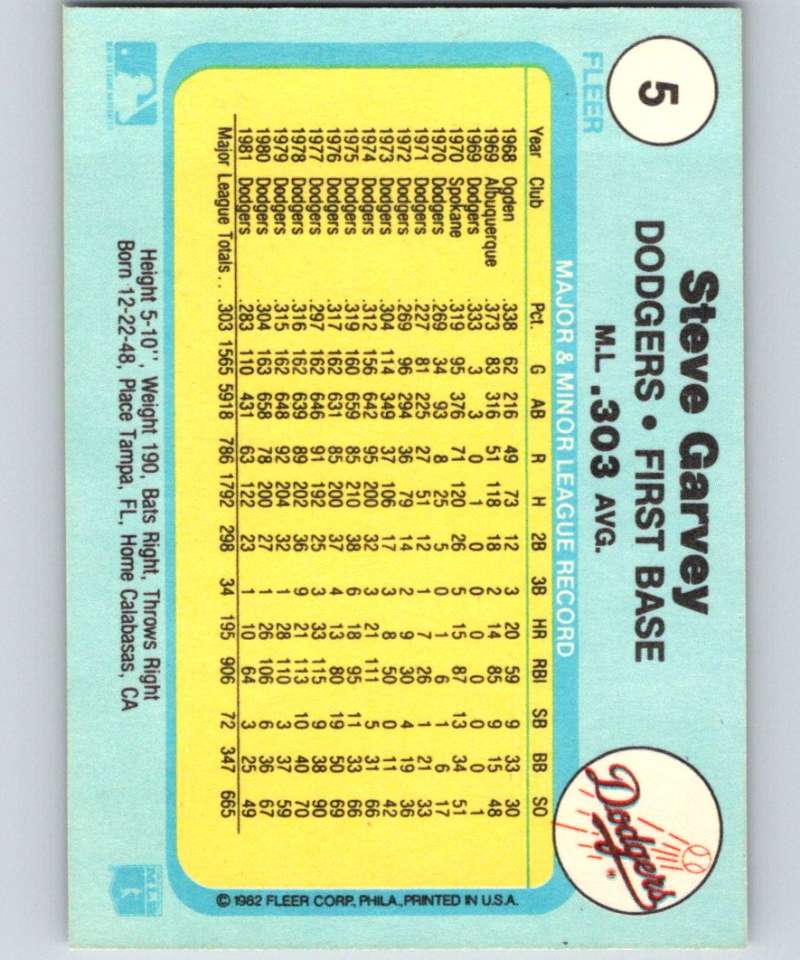 5
FLEER
Steve Garvey
DODGERS • FIRST BASE
M.L .303 AVG.
Dodgers
MAJOR & MINOR LEAGUE RECORD
Year Club Pct. G AB R H 2B 3B HR RBI SB BB SO
1968 Ogden .338 62 216 49 73 12 3 20 59 9 33 30
1969 Albuquerque .373 83 316 51 118 18 2 14 85 9 15 48
1969 Dodgers .333 3 3 0 1 0 0 0 0 0 0 1
1970 Spokane .319 95 376 71 120 26 5 15 87 13 34 51
1970 Dodgers .269 34 93 8 25 5 0 1 6 1 6 17
1971 Dodgers .227 81 225 27 51 12 1 7 26 1 21 33
1972 Dodgers .269 96 294 36 79 14 2 9 30 4 19 36
1973 Dodgers .304 114 349 37 106 17 3 8 50 0 11 42
1974 Dodgers .312 156 642 95 200 32 3 21 111 5 31 66
1975 Dodgers .319 160 659 85 210 38 6 18 95 11 33 66
1976 Dodgers .317 162 631 85 200 37 4 13 80 19 50 69
1977 Dodgers .297 162 646 91 192 25 3 33 115 9 38 90
1978 Dodgers .316 162 639 89 202 36 9 21 113 10 40 70
1979 Dodgers .315 162 648 92 204 32 1 28 110 3 37 59
1980 Dodgers .304 163 658 78 200 27 1 26 106 6 36 67
1981 Dodgers .283 110 431 63 122 23 1 10 64 3 25 49
Major League Totals . . .303 1565 5918 786 1792 298 34 195 906 72 347 665
© 1982 FLEER CORP., PHILA., PRINTED IN U.S.A.
Height 5-10", Weight 190, Bats Right, Throws Right
Born 12-22-48, Place Tampa, FL, Home Calabasas, CA